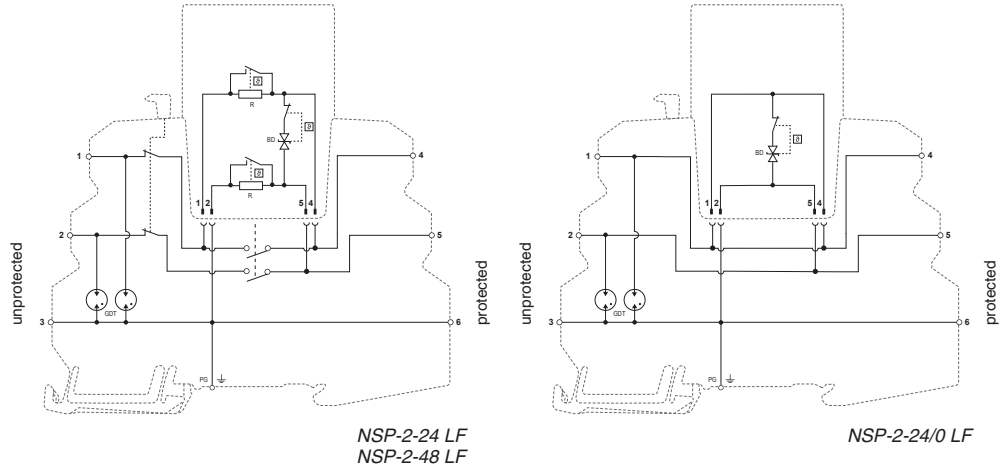 ϑ
R
ϑ
BD
ϑ
R
1 2 5 4
1
4
2
5
unprotected
protected
GDT
3
6
PG
NSP-2-24 LF
NSP-2-48 LF
BD
ϑ
1 2 5 4
1
4
2
5
unprotected
protected
GDT
3
6
PG
NSP-2-24/0 LF